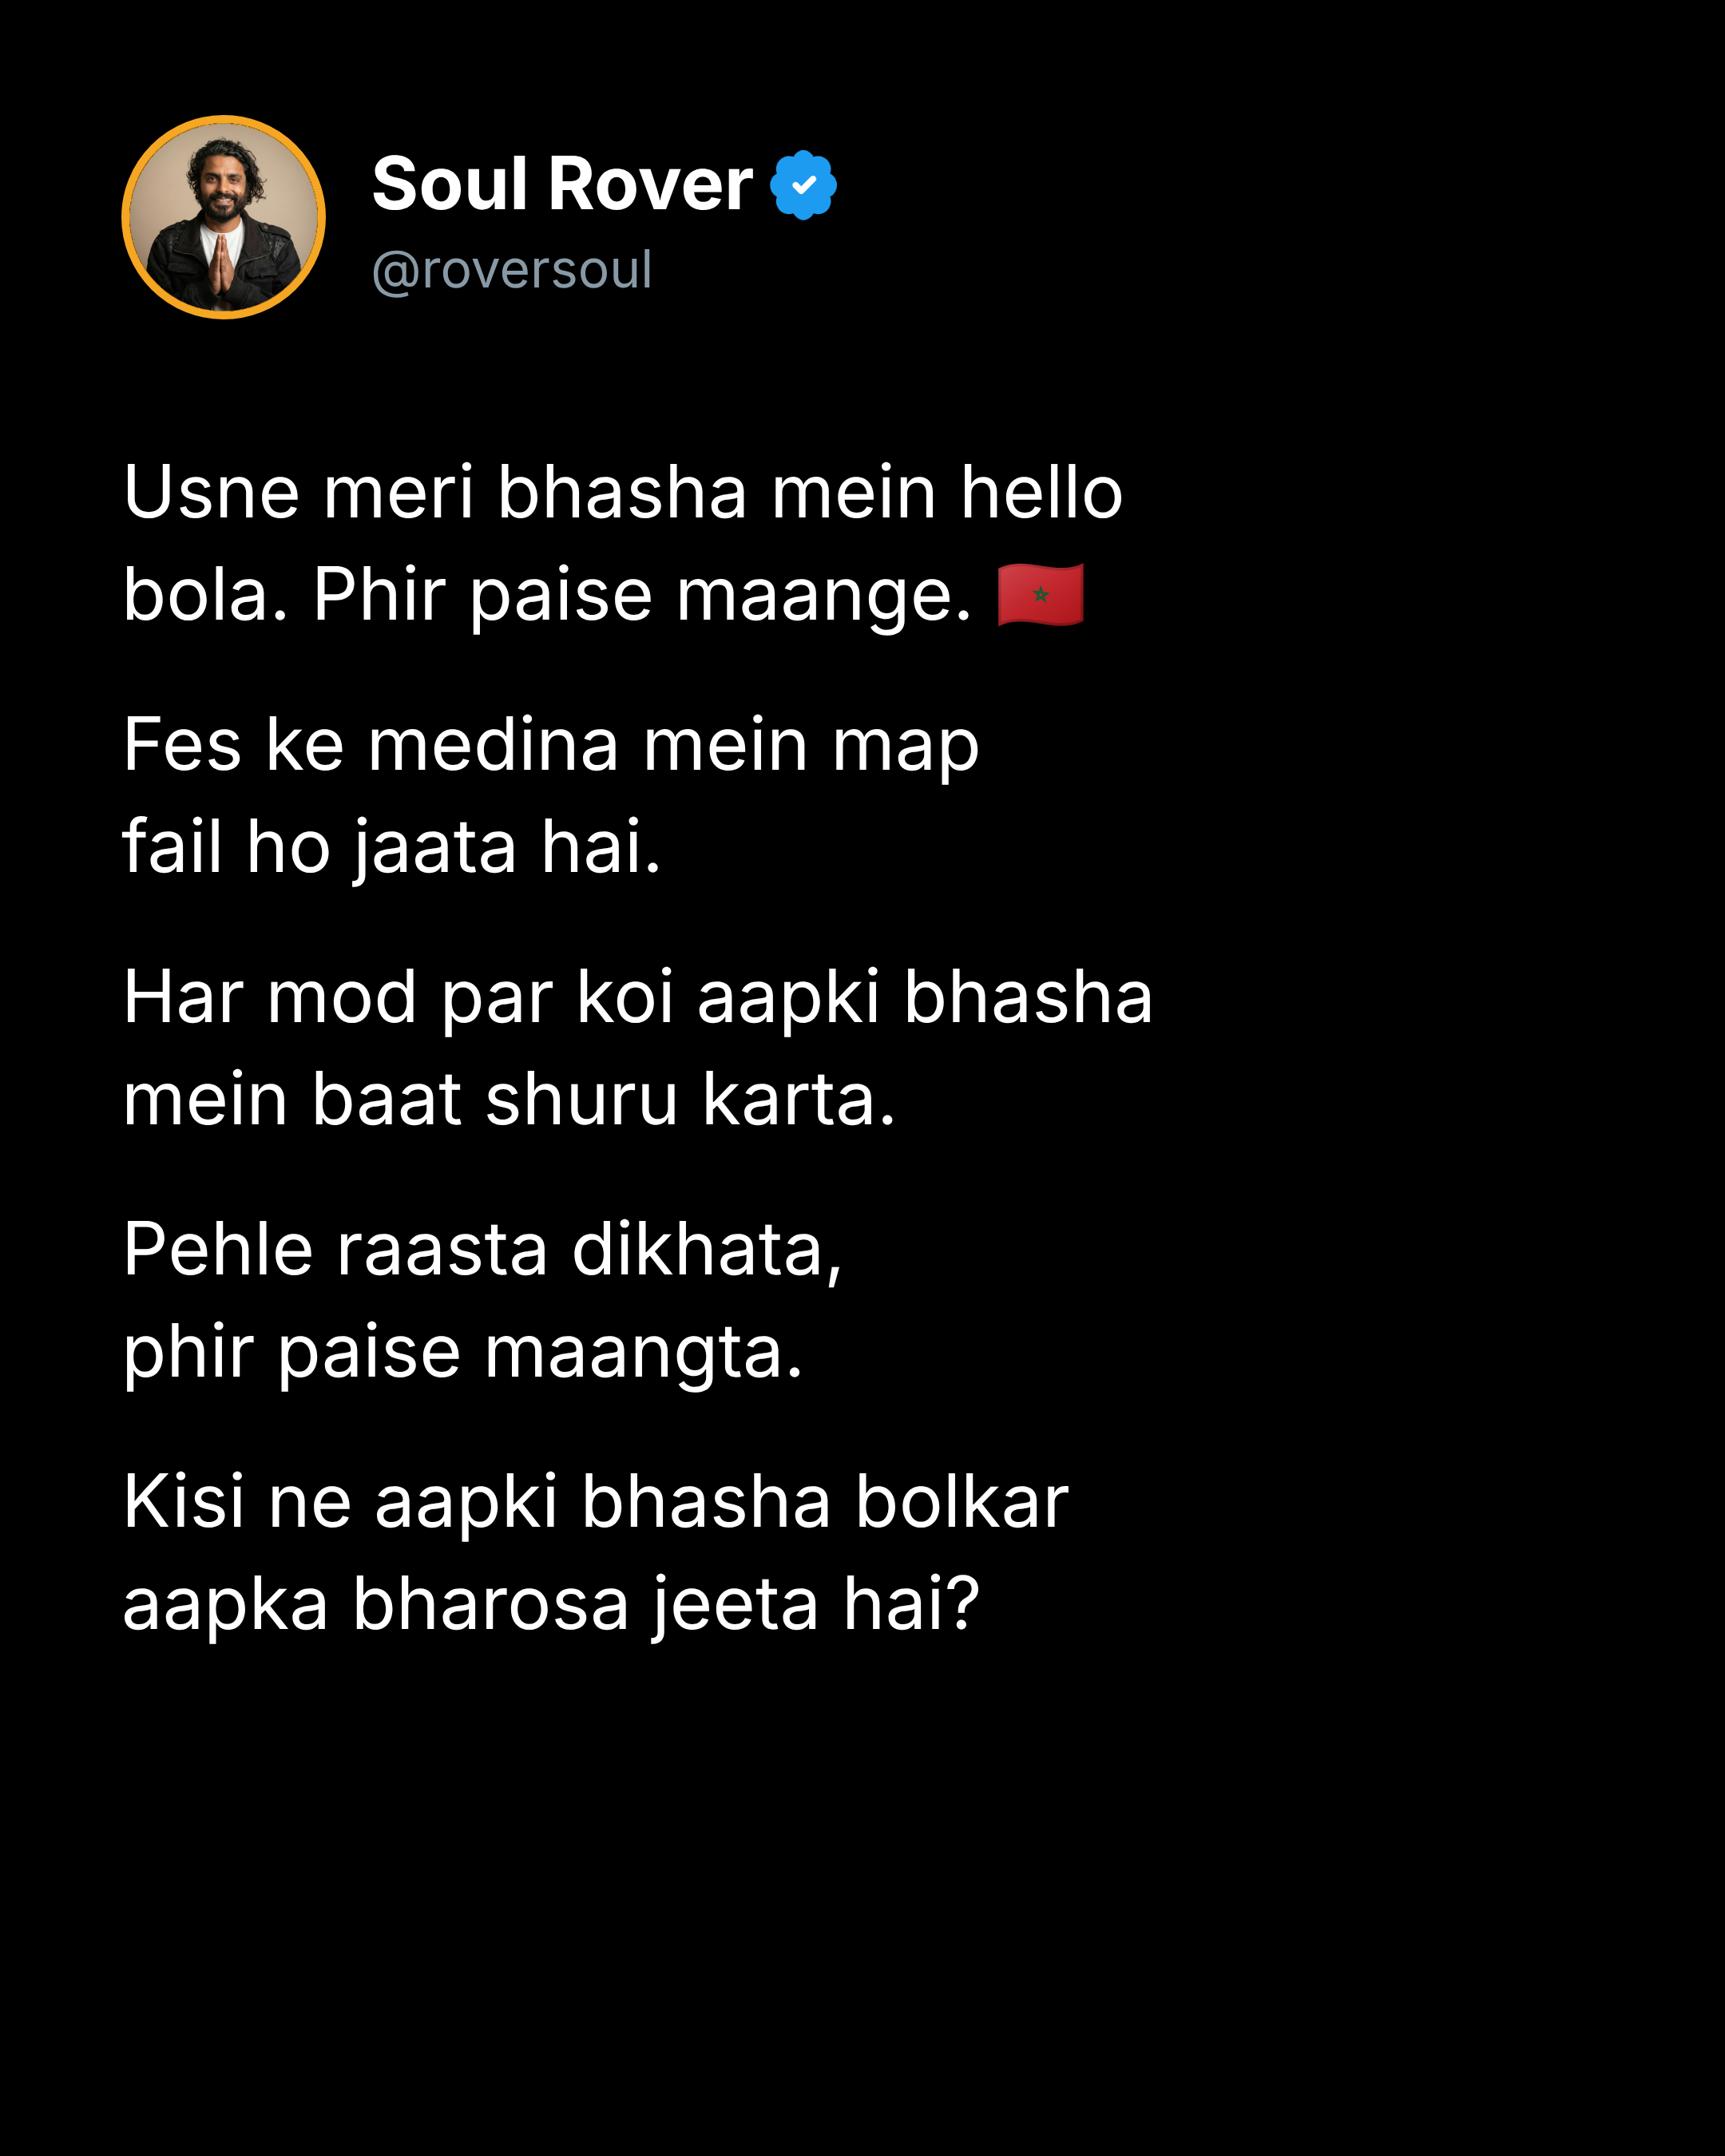 Soul Rover
@roversoul
Usne meri bhasha mein hello
bola. Phir paise maange. 🇲🇦
Fes ke medina mein map
fail ho jaata hai.
Har mod par koi aapki bhasha
mein baat shuru karta.
Pehle raasta dikhata,
phir paise maangta.
Kisi ne aapki bhasha bolkar
aapka bharosa jeeta hai?